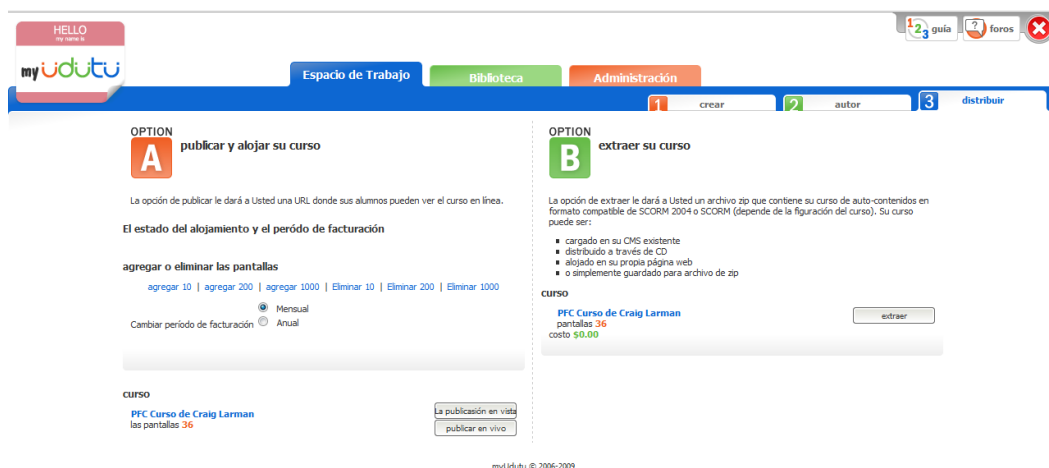 HELLO
my name is
my udutu
1 2 3 guía
? foros
Espacio de Trabajo
Biblioteca
Administración
1 crear
2 autor
3 distribuir
OPTION
A
publicar y alojar su curso
La opción de publicar le dará a Usted una URL donde sus alumnos pueden ver el curso en línea.
El estado del alojamiento y el peródo de facturación
agregar o eliminar las pantallas
agregar 10 | agregar 200 | agregar 1000 | Eliminar 10 | Eliminar 200 | Eliminar 1000
Cambiar período de facturación
Mensual
Anual
curso
PFC Curso de Craig Larman
las pantallas 36
La publicasión en vista
publicar en vivo
OPTION
B
extraer su curso
La opción de extraer le dará a Usted un archivo zip que contiene su curso de auto-contenidos en
formato compatible de SCORM 2004 o SCORM (depende de la figuración del curso). Su curso
puede ser:
cargado en su CMS existente
distribuido a través de CD
alojado en su propia página web
o simplemente guardado para archivo de zip
curso
PFC Curso de Craig Larman
pantallas 36
costo $0.00
extraer
myUdutu © 2006-2009